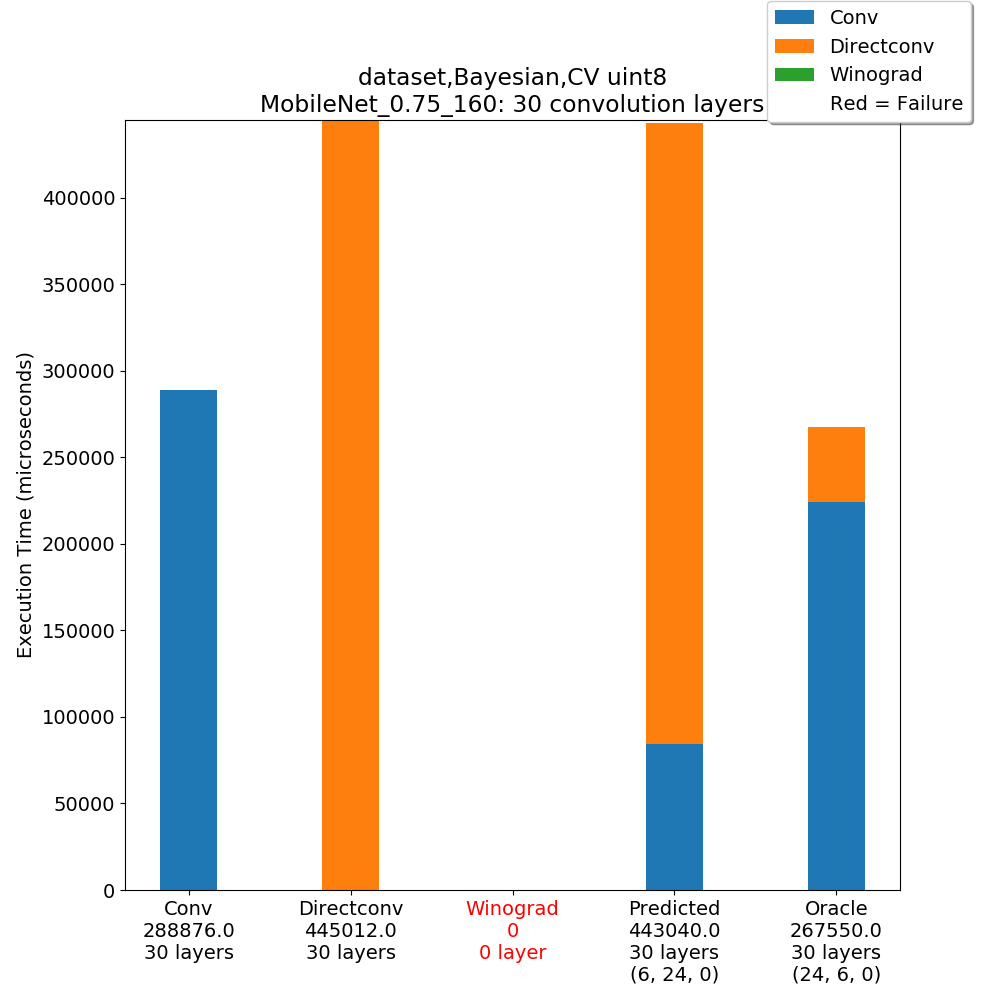 Conv
Directconv
Winograd
Red = Failure
dataset,Bayesian,CV uint8
MobileNet_0.75_160: 30 convolution layers
Execution Time (microseconds)
400000
350000
300000
250000
200000
150000
100000
50000
0
Conv
288876.0
30 layers
Directconv
445012.0
30 layers
Winograd
0
0 layer
Predicted
443040.0
30 layers
(6, 24, 0)
Oracle
267550.0
30 layers
(24, 6, 0)